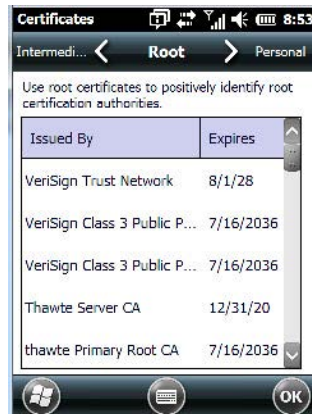 Certificates 8:53
Intermedi... Root Personal
Use root certificates to positively identify root
certification authorities.
Issued By Expires
VeriSign Trust Network 8/1/28
VeriSign Class 3 Public P... 7/16/2036
VeriSign Class 3 Public P... 7/16/2036
Thawte Server CA 12/31/20
thawte Primary Root CA 7/16/2036
OK